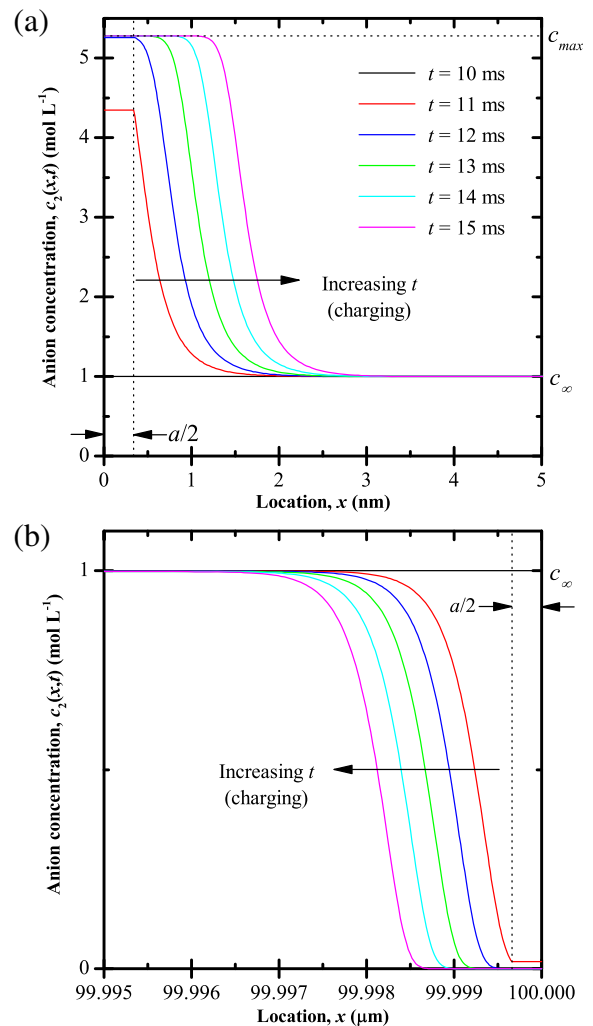 (a)
c_max
5
4
3
2
1
0
Anion concentration, c₂(x,t) (mol L⁻¹)
t = 10 ms
t = 11 ms
t = 12 ms
t = 13 ms
t = 14 ms
t = 15 ms
Increasing t
(charging)
c_∞
a/2
0 1 2 3 4 5
Location, x (nm)
(b)
1
0
Anion concentration, c₂(x,t) (mol L⁻¹)
c_∞
a/2
Increasing t
(charging)
99.995 99.996 99.997 99.998 99.999 100.000
Location, x (μm)